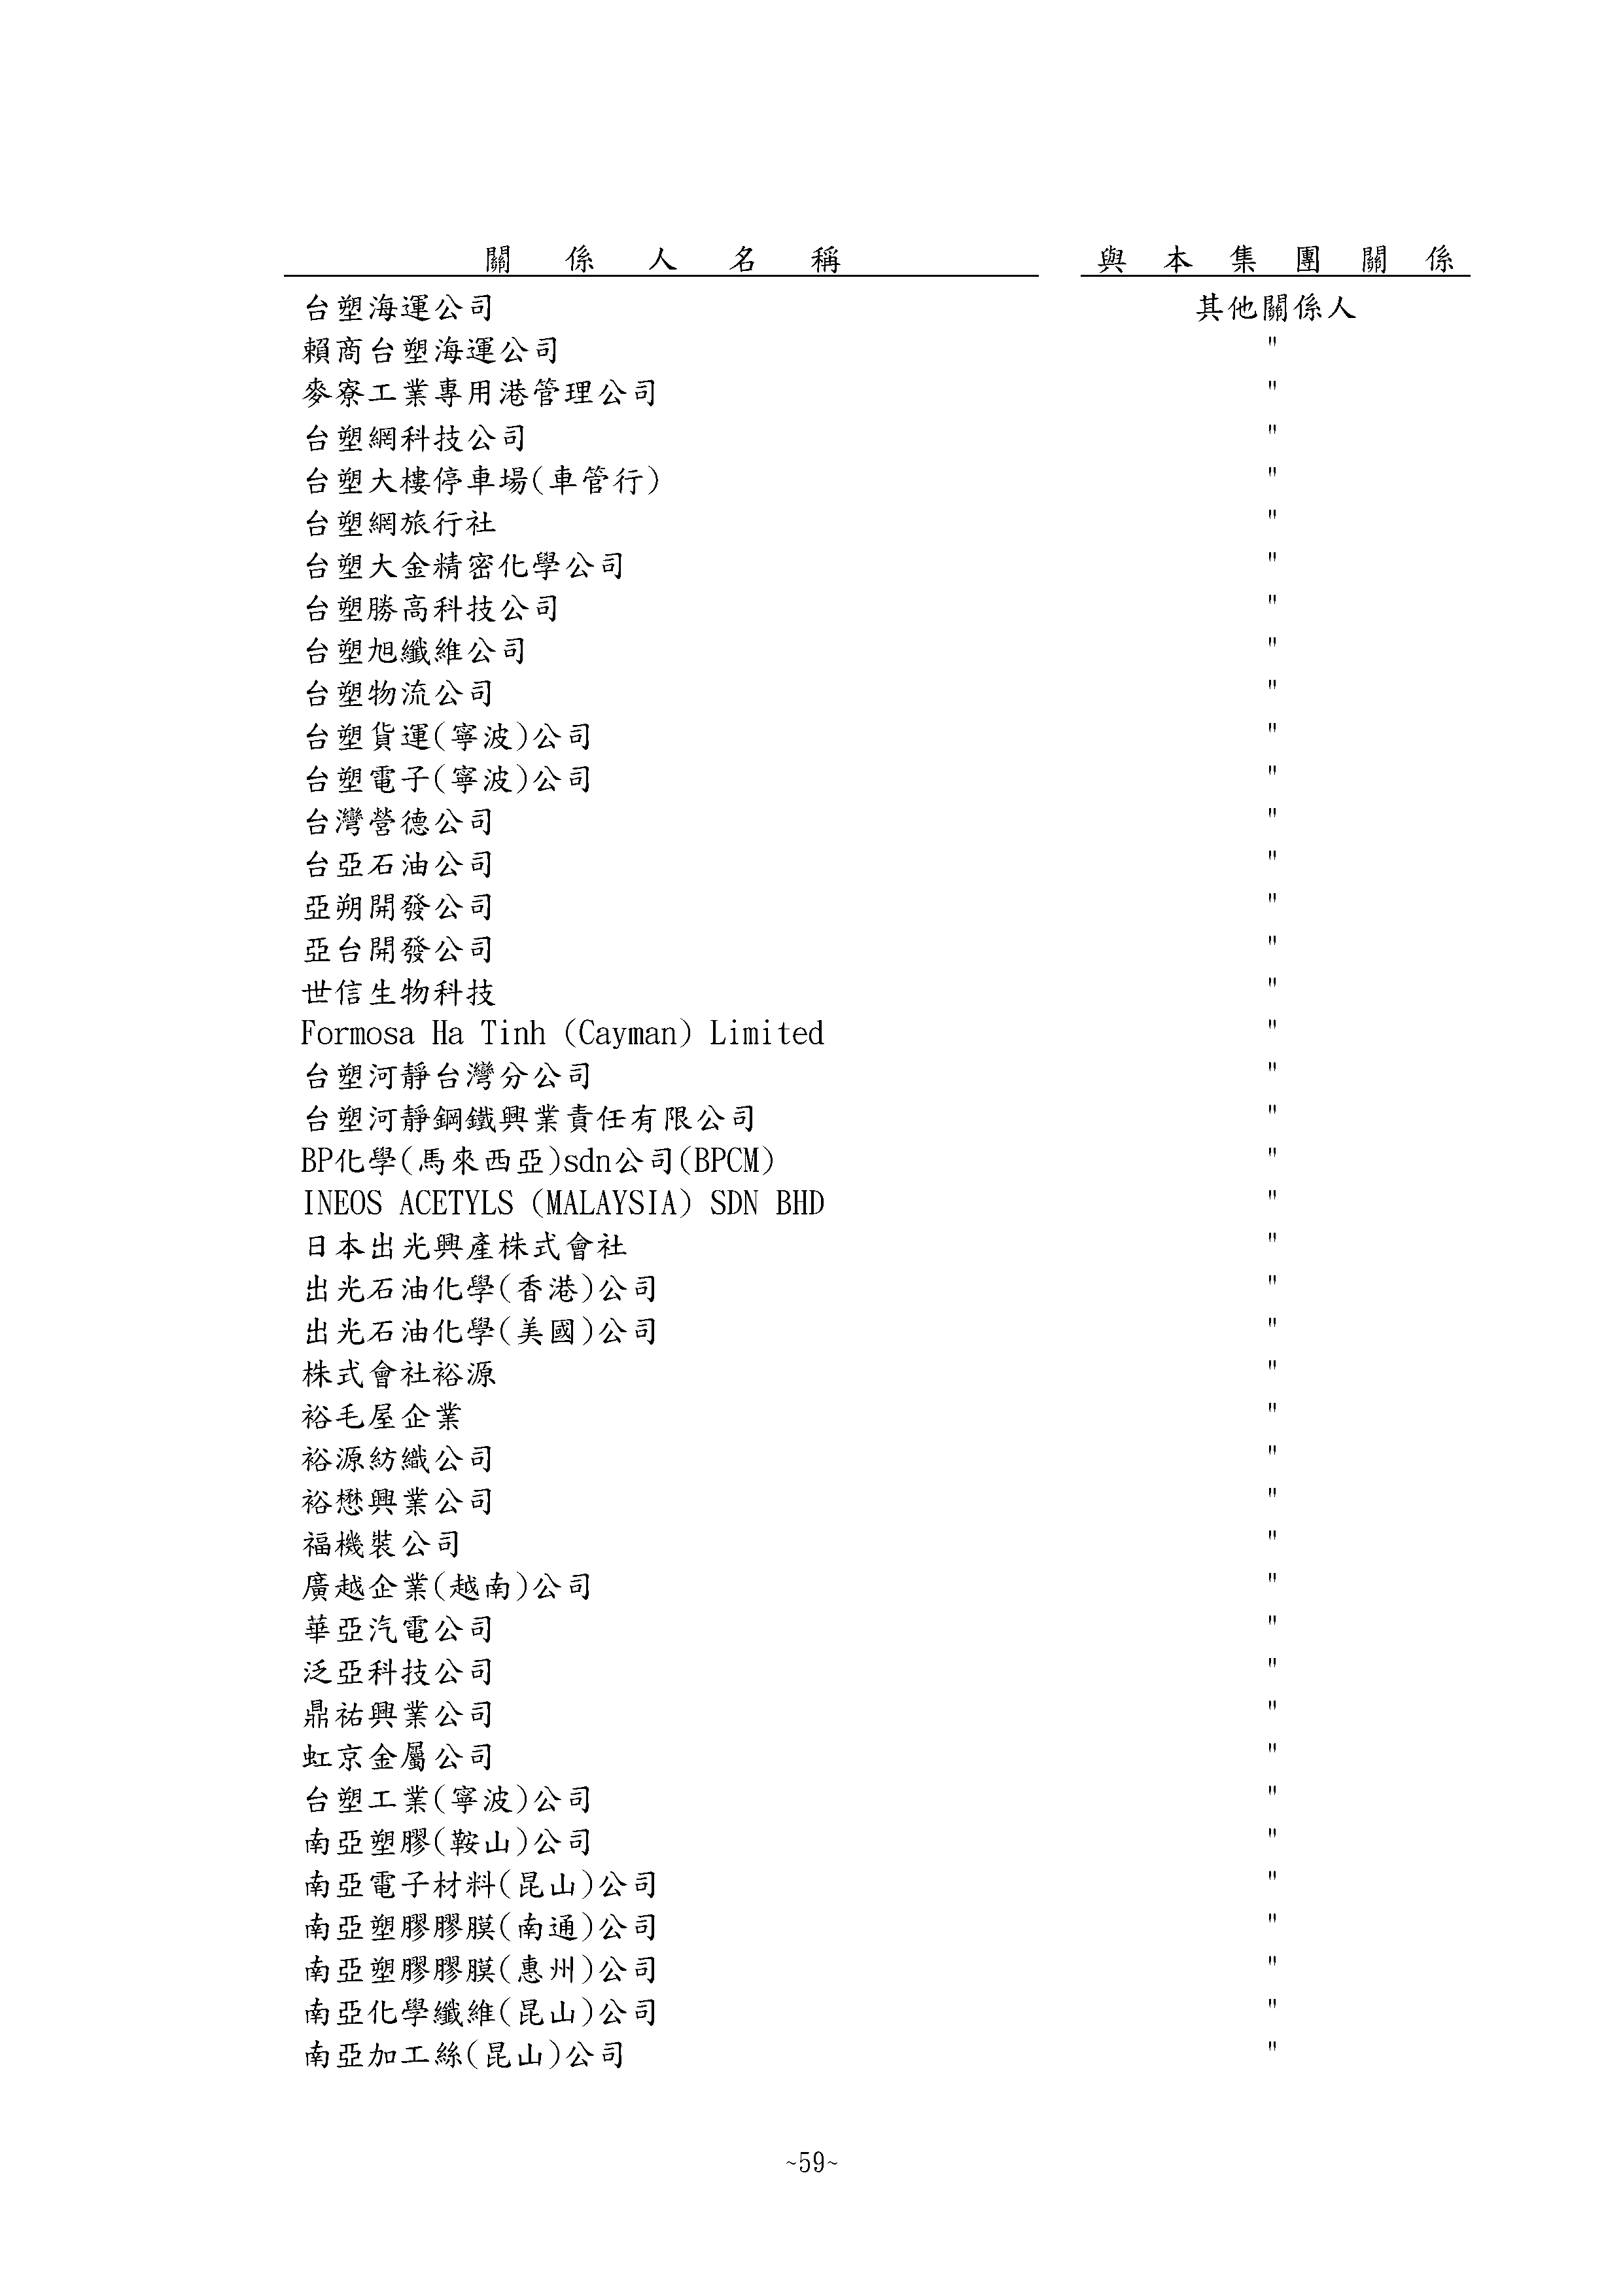 關係人名稱 與本集團關係
台塑海運公司 其他關係人
賴商台塑海運公司 "
麥寮工業專用港管理公司 "
台塑網科技公司 "
台塑大樓停車場(車管行) "
台塑網旅行社 "
台塑大金精密化學公司 "
台塑勝高科技公司 "
台塑旭纖維公司 "
台塑物流公司 "
台塑貨運(寧波)公司 "
台塑電子(寧波)公司 "
台灣營德公司 "
台亞石油公司 "
亞朔開發公司 "
亞台開發公司 "
世信生物科技 "
Formosa Ha Tinh (Cayman) Limited "
台塑河靜台灣分公司 "
台塑河靜鋼鐵興業責任有限公司 "
BP化學(馬來西亞)sdn公司(BPCM) "
INEOS ACETYLS (MALAYSIA) SDN BHD "
日本出光興產株式會社 "
出光石油化學(香港)公司 "
出光石油化學(美國)公司 "
株式會社裕源 "
裕毛屋企業 "
裕源紡織公司 "
裕懋興業公司 "
福機裝公司 "
廣越企業(越南)公司 "
華亞汽電公司 "
泛亞科技公司 "
鼎祐興業公司 "
虹京金屬公司 "
台塑工業(寧波)公司 "
南亞塑膠(鞍山)公司 "
南亞電子材料(昆山)公司 "
南亞塑膠膠膜(南通)公司 "
南亞塑膠膠膜(惠州)公司 "
南亞化學纖維(昆山)公司 "
南亞加工絲(昆山)公司 "
~59~